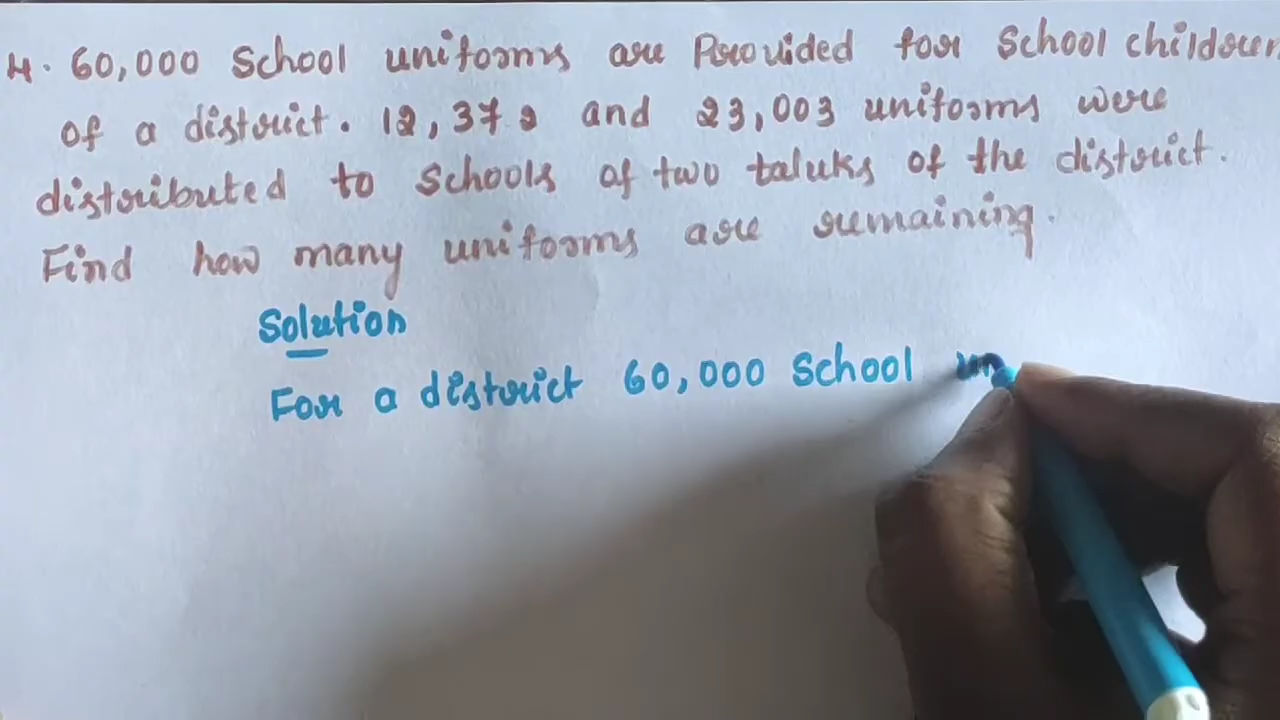 4. 60,000 School uniforms are Provided for School children
of a district. 12,372 and 23,003 uniforms were
distributed to Schools of two taluks of the district.
Find how many uniforms are remaining.
Solution
For a district 60,000 School un